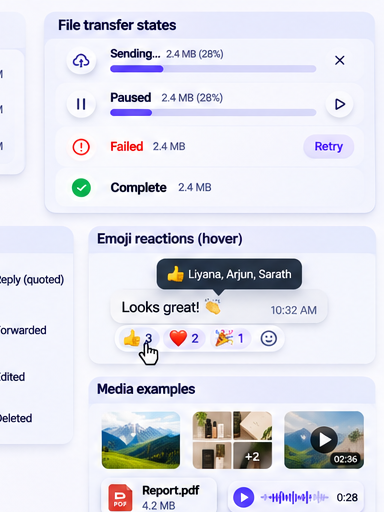 File transfer states
Sending... 2.4 MB (28%)
Paused 2.4 MB (28%)
Failed 2.4 MB
Retry
Complete 2.4 MB
Reply (quoted)
Forwarded
Edited
Deleted
Emoji reactions (hover)
👍 Liyana, Arjun, Sarath
Looks great! 👏
10:32 AM
👍 3 ❤️ 2 🎉 1
Media examples
+2
02:36
PDF
Report.pdf
4.2 MB
0:28